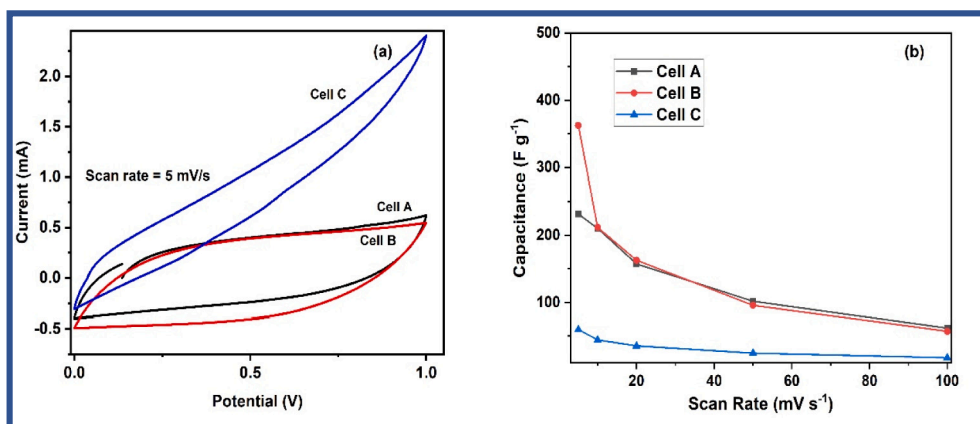 (a)
Cell C
Scan rate = 5 mV/s
Cell A
Cell B
Current (mA)
2.0
1.5
1.0
0.5
0.0
-0.5
0.0 0.5 1.0
Potential (V)
(b)
Cell A
Cell B
Cell C
Capacitance (F g⁻¹)
500
400
300
200
100
20 40 60 80 100
Scan Rate (mV s⁻¹)